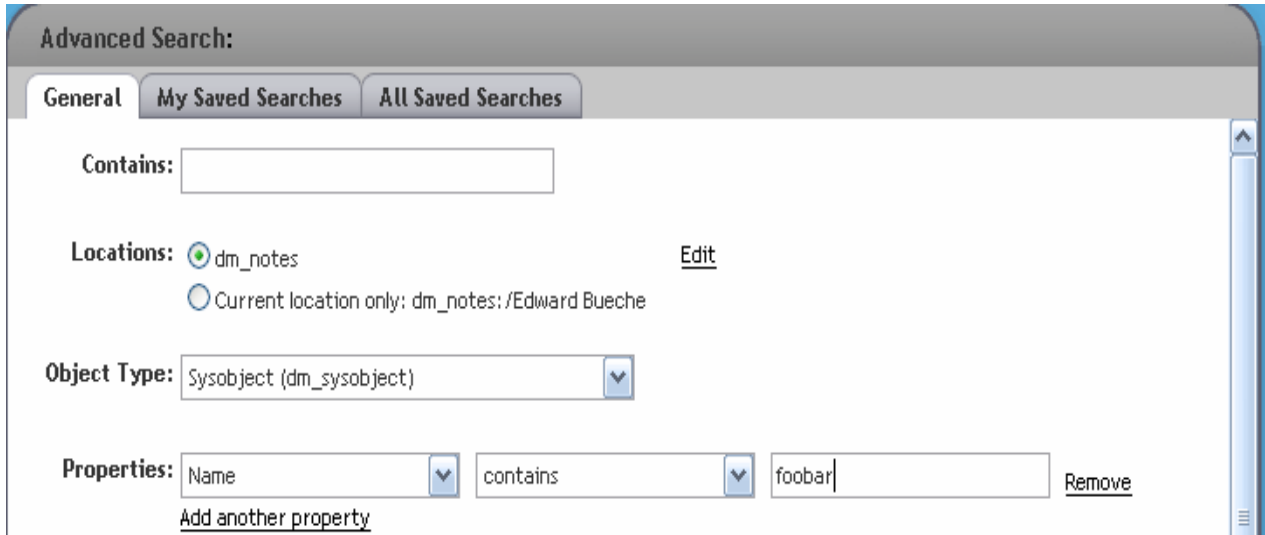 Advanced Search:
General My Saved Searches All Saved Searches
Contains:
Locations: dm_notes Edit
Current location only: dm_notes:/Edward Bueche
Object Type: Sysobject (dm_sysobject)
Properties: Name contains foobar Remove
Add another property